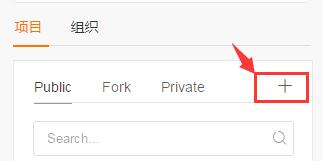 项目 组织
Public Fork Private
Search...